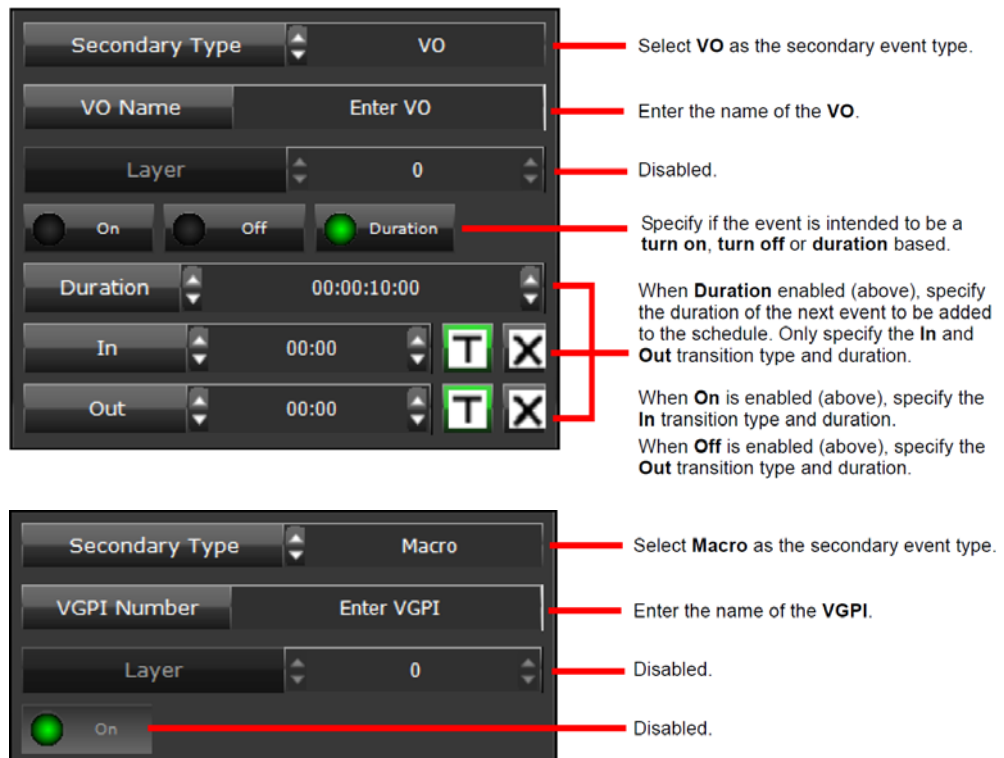 Secondary Type VO Select VO as the secondary event type.
VO Name Enter VO Enter the name of the VO.
Layer 0 Disabled.
On Off Duration Specify if the event is intended to be a
turn on, turn off or duration based.
Duration 00:00:10:00 When Duration enabled (above), specify
the duration of the next event to be added
to the schedule. Only specify the In and
Out transition type and duration.
In 00:00 T X
Out 00:00 T X
When On is enabled (above), specify the
In transition type and duration.
When Off is enabled (above), specify the
Out transition type and duration.
Secondary Type Macro Select Macro as the secondary event type.
VGPI Number Enter VGPI Enter the name of the VGPI.
Layer 0 Disabled.
On Disabled.